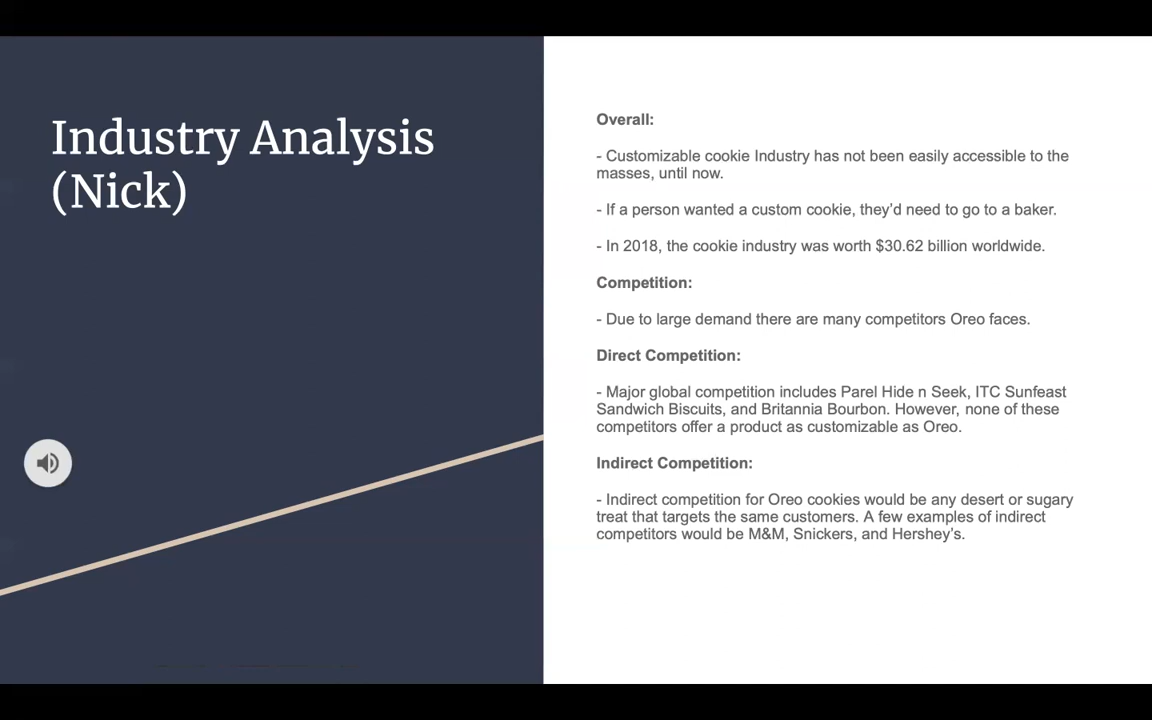 Industry Analysis
(Nick)
Overall:
- Customizable cookie Industry has not been easily accessible to the
masses, until now.
- If a person wanted a custom cookie, they’d need to go to a baker.
- In 2018, the cookie industry was worth $30.62 billion worldwide.
Competition:
- Due to large demand there are many competitors Oreo faces.
Direct Competition:
- Major global competition includes Parel Hide n Seek, ITC Sunfeast
Sandwich Biscuits, and Britannia Bourbon. However, none of these
competitors offer a product as customizable as Oreo.
Indirect Competition:
- Indirect competition for Oreo cookies would be any desert or sugary
treat that targets the same customers. A few examples of indirect
competitors would be M&M, Snickers, and Hershey’s.